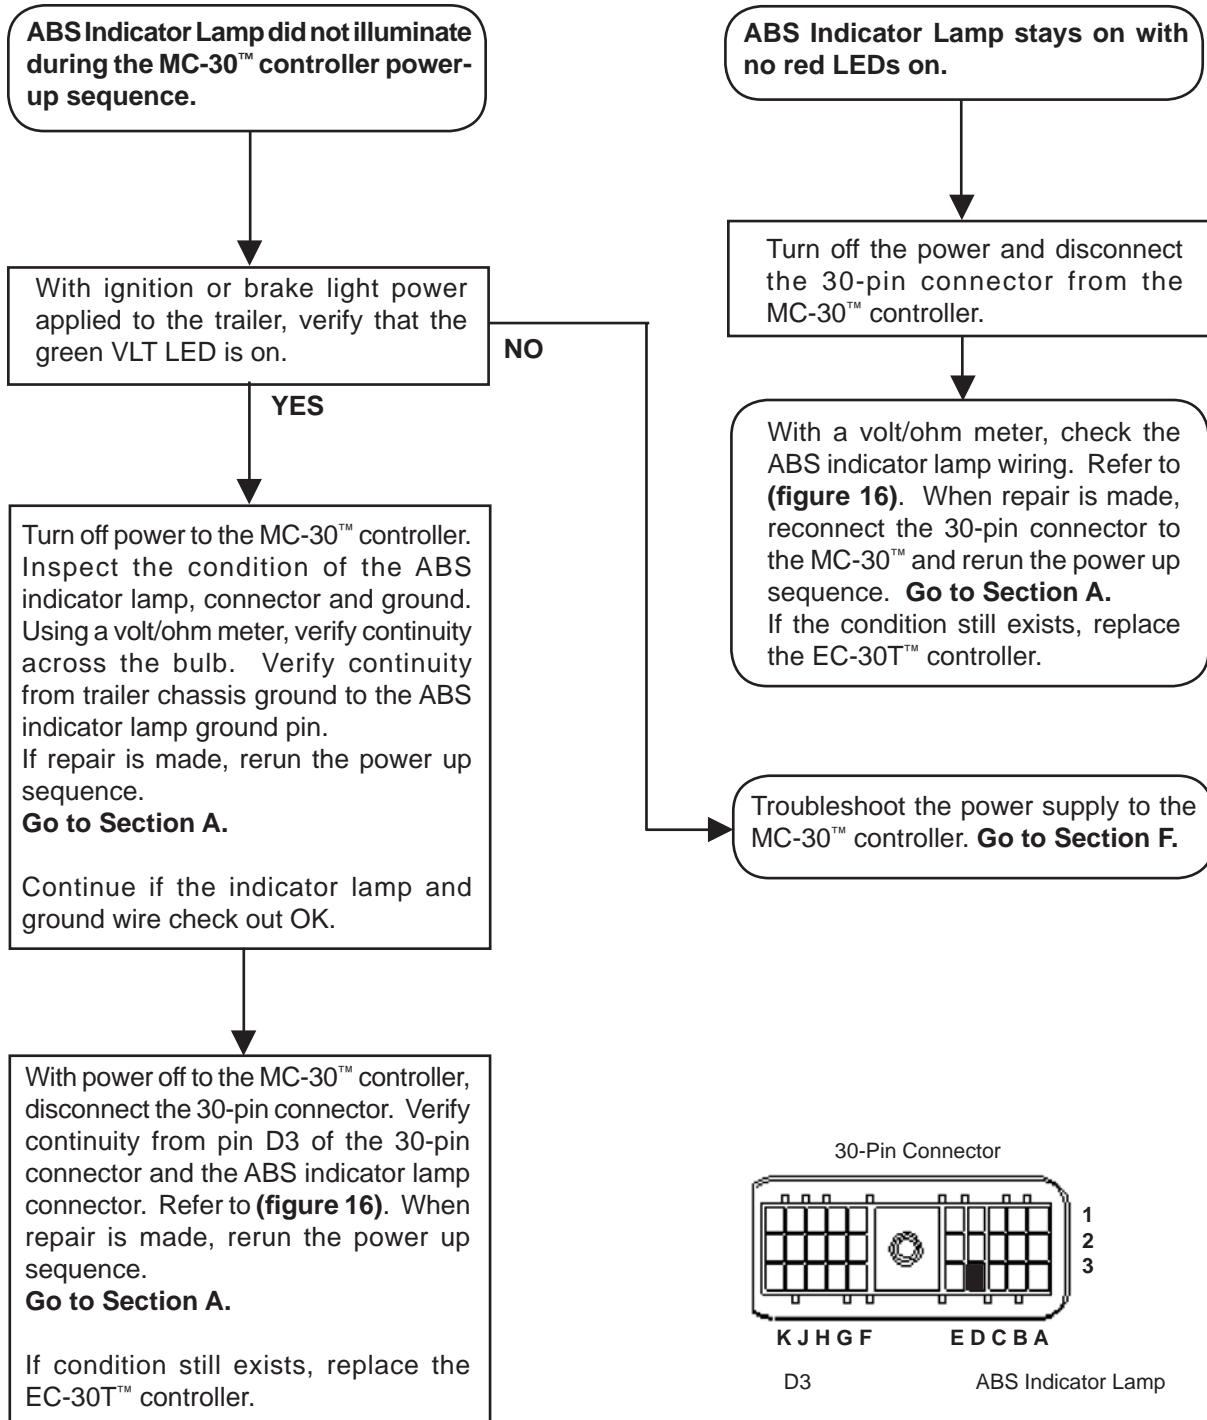 ABS Indicator Lamp did not illuminate
during the MC-30™ controller power-
up sequence.
With ignition or brake light power
applied to the trailer, verify that the
green VLT LED is on.
NO
YES
Turn off power to the MC-30™ controller.
Inspect the condition of the ABS
indicator lamp, connector and ground.
Using a volt/ohm meter, verify continuity
across the bulb. Verify continuity
from trailer chassis ground to the ABS
indicator lamp ground pin.
If repair is made, rerun the power up
sequence.
Go to Section A.
Continue if the indicator lamp and
ground wire check out OK.
With power off to the MC-30™ controller,
disconnect the 30-pin connector. Verify
continuity from pin D3 of the 30-pin
connector and the ABS indicator lamp
connector. Refer to (figure 16). When
repair is made, rerun the power up
sequence.
Go to Section A.
If condition still exists, replace the
EC-30T™ controller.
ABS Indicator Lamp stays on with
no red LEDs on.
Turn off the power and disconnect
the 30-pin connector from the
MC-30™ controller.
With a volt/ohm meter, check the
ABS indicator lamp wiring. Refer to
(figure 16). When repair is made,
reconnect the 30-pin connector to
the MC-30™ and rerun the power up
sequence. Go to Section A.
If the condition still exists, replace
the EC-30T™ controller.
Troubleshoot the power supply to the
MC-30™ controller. Go to Section F.
30-Pin Connector
1
2
3
K J H G F E D C B A
D3 ABS Indicator Lamp